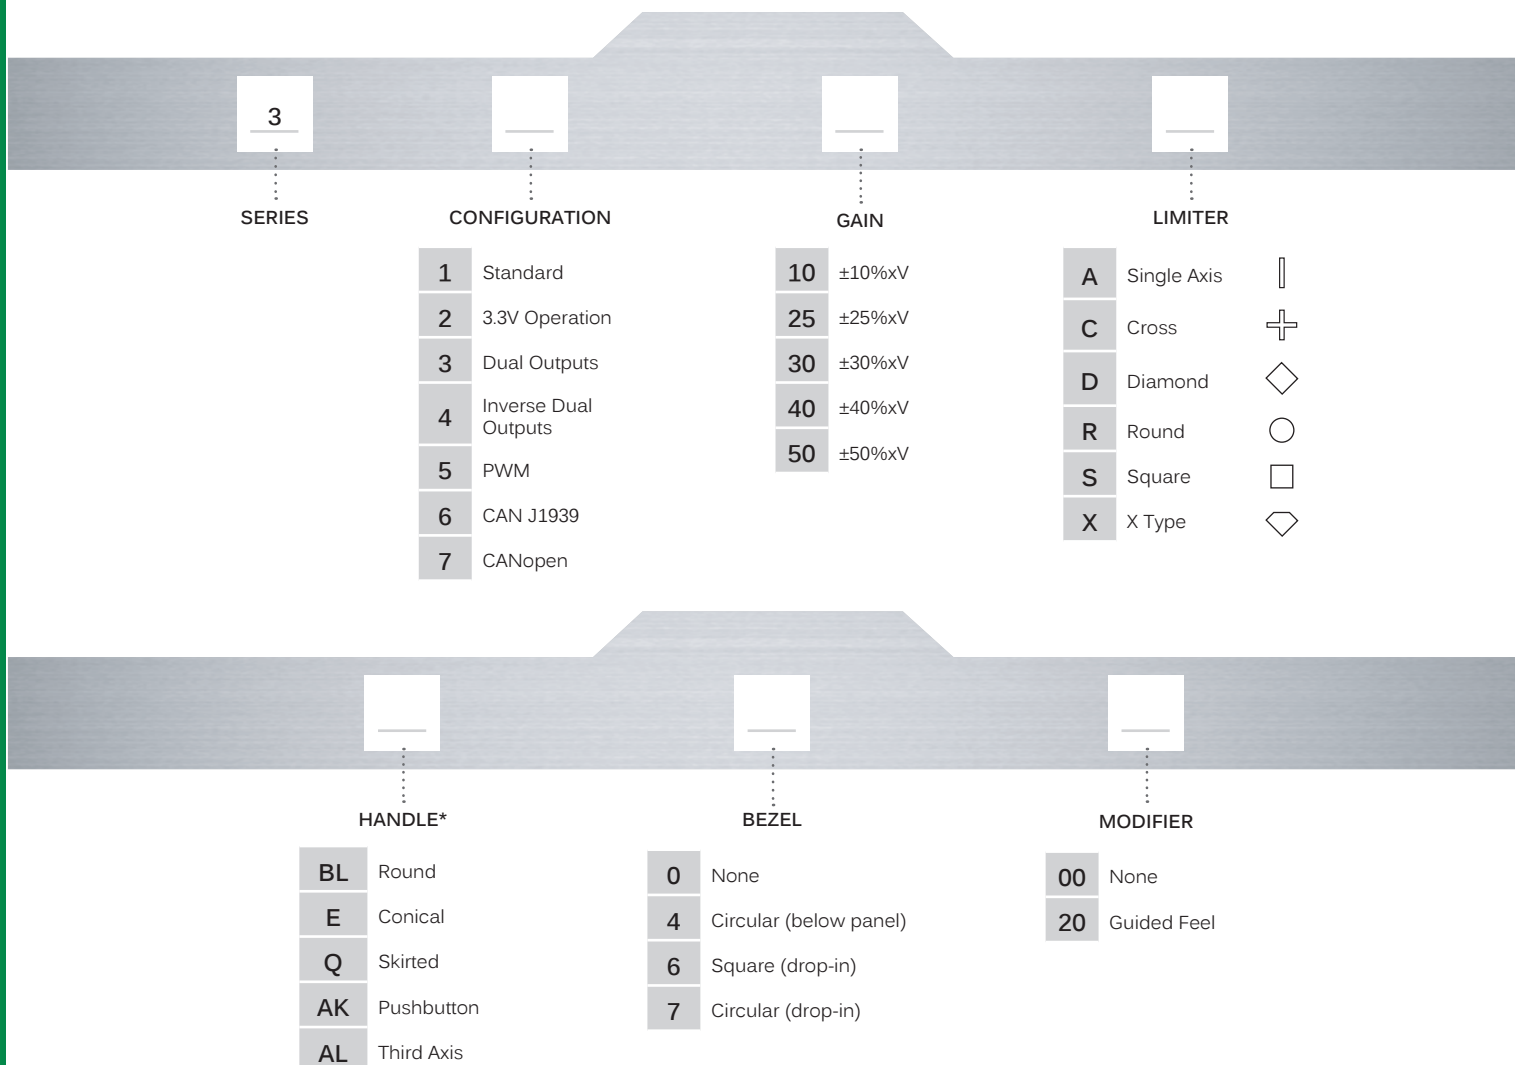 3
SERIES
CONFIGURATION
1 Standard
2 3.3V Operation
3 Dual Outputs
4 Inverse Dual
Outputs
5 PWM
6 CAN J1939
7 CANopen
GAIN
10 ±10%xV
25 ±25%xV
30 ±30%xV
40 ±40%xV
50 ±50%xV
LIMITER
A Single Axis
C Cross
D Diamond
R Round
S Square
X X Type
HANDLE*
BL Round
E Conical
Q Skirted
AK Pushbutton
AL Third Axis
BEZEL
0 None
4 Circular (below panel)
6 Square (drop-in)
7 Circular (drop-in)
MODIFIER
00 None
20 Guided Feel